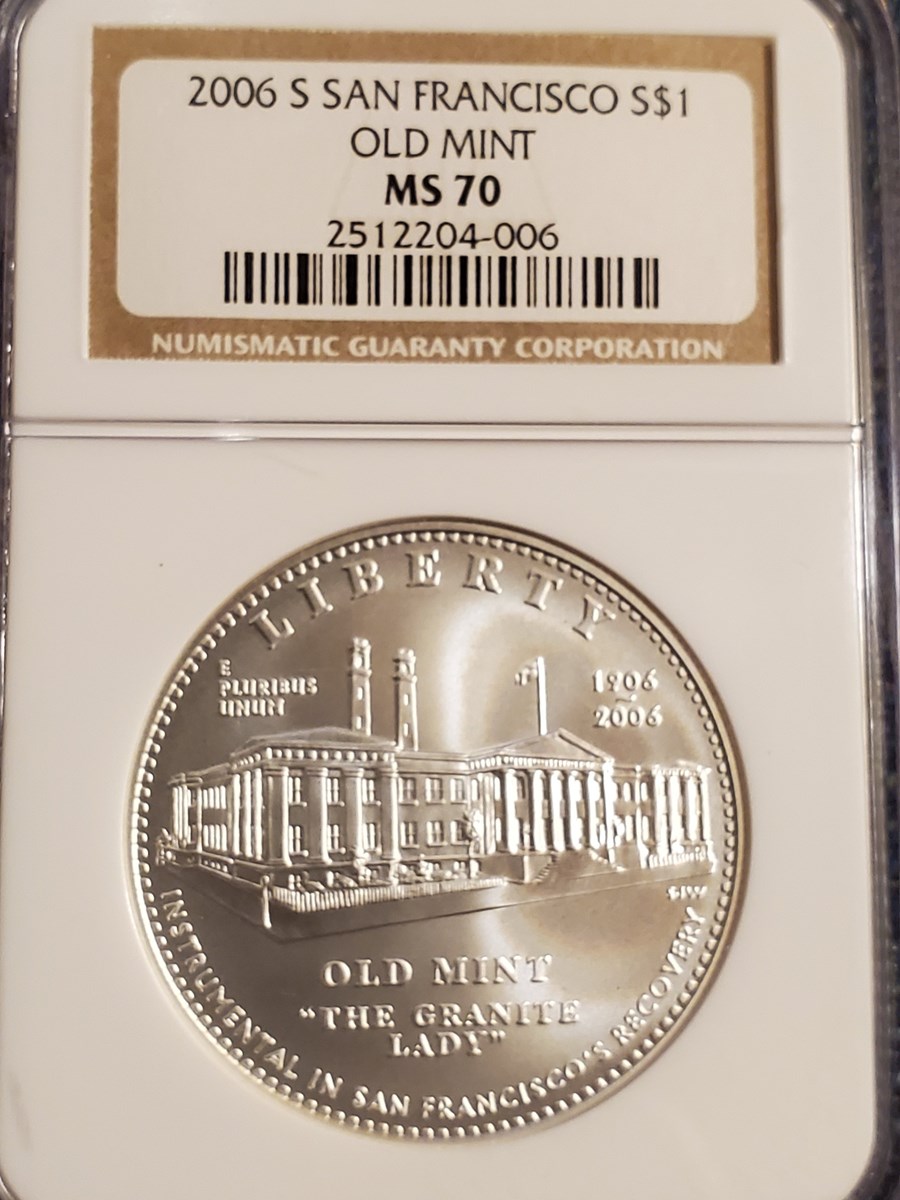 2006 S SAN FRANCISCO S$1
OLD MINT
MS 70
2512204-006
NUMISMATIC GUARANTY CORPORATION
LIBERTY
E
PLURIBUS
UNUM
1906
~
2006
OLD MINT
"THE GRANITE
LADY"
INSTRUMENTAL IN SAN FRANCISCO'S RECOVERY